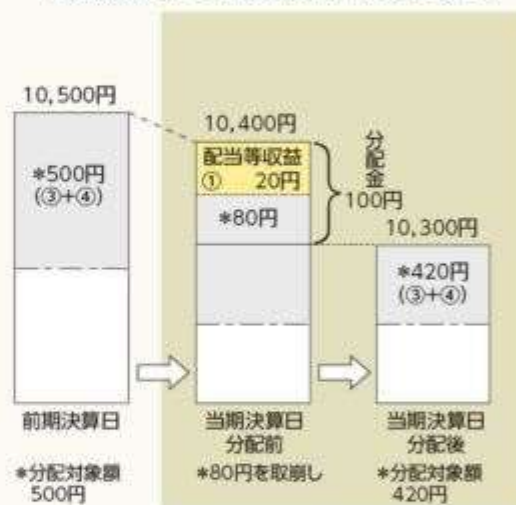 10,500円
*500円
(③+④)
10,400円
配当等収益
① 20円
*80円
分配金
100円
10,300円
*420円
(③+④)
前期決算日
当期決算日
分配前
当期決算日
分配後
*分配対象額
500円
*80円を取崩し
*分配対象額
420円